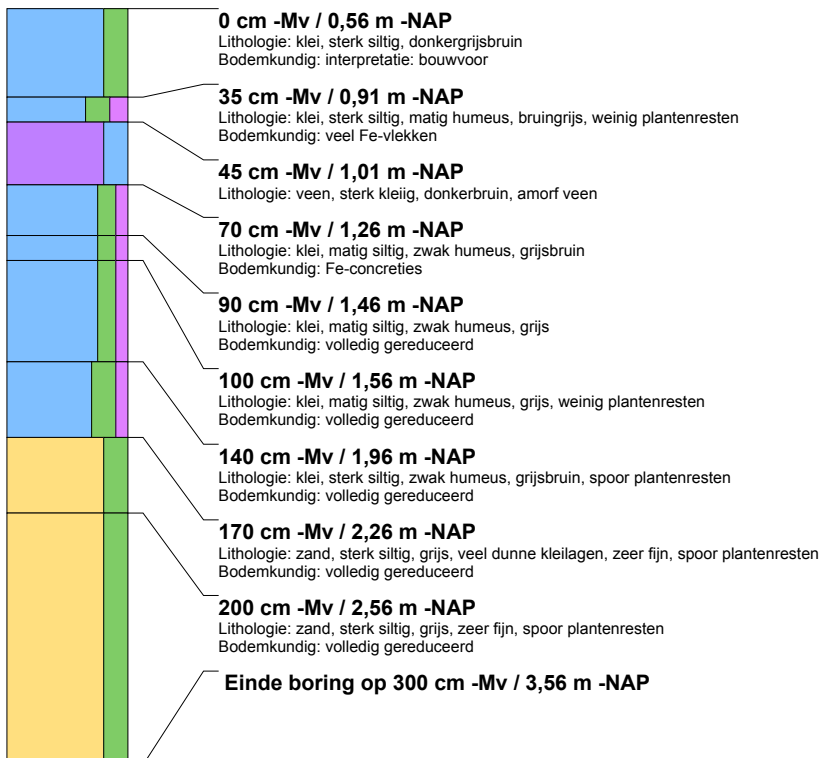 0 cm -Mv / 0,56 m -NAP
Lithologie: klei, sterk siltig, donkergrijsbruin
Bodemkundig: interpretatie: bouwvoor
35 cm -Mv / 0,91 m -NAP
Lithologie: klei, sterk siltig, matig humeus, bruingrijs, weinig plantenresten
Bodemkundig: veel Fe-vlekken
45 cm -Mv / 1,01 m -NAP
Lithologie: veen, sterk kleiig, donkerbruin, amorf veen
70 cm -Mv / 1,26 m -NAP
Lithologie: klei, matig siltig, zwak humeus, grijsbruin
Bodemkundig: Fe-concreties
90 cm -Mv / 1,46 m -NAP
Lithologie: klei, matig siltig, zwak humeus, grijs
Bodemkundig: volledig gereduceerd
100 cm -Mv / 1,56 m -NAP
Lithologie: klei, matig siltig, zwak humeus, grijs, weinig plantenresten
Bodemkundig: volledig gereduceerd
140 cm -Mv / 1,96 m -NAP
Lithologie: klei, sterk siltig, zwak humeus, grijsbruin, spoor plantenresten
Bodemkundig: volledig gereduceerd
170 cm -Mv / 2,26 m -NAP
Lithologie: zand, sterk siltig, grijs, veel dunne kleilagen, zeer fijn, spoor plantenresten
Bodemkundig: volledig gereduceerd
200 cm -Mv / 2,56 m -NAP
Lithologie: zand, sterk siltig, grijs, zeer fijn, spoor plantenresten
Bodemkundig: volledig gereduceerd
Einde boring op 300 cm -Mv / 3,56 m -NAP